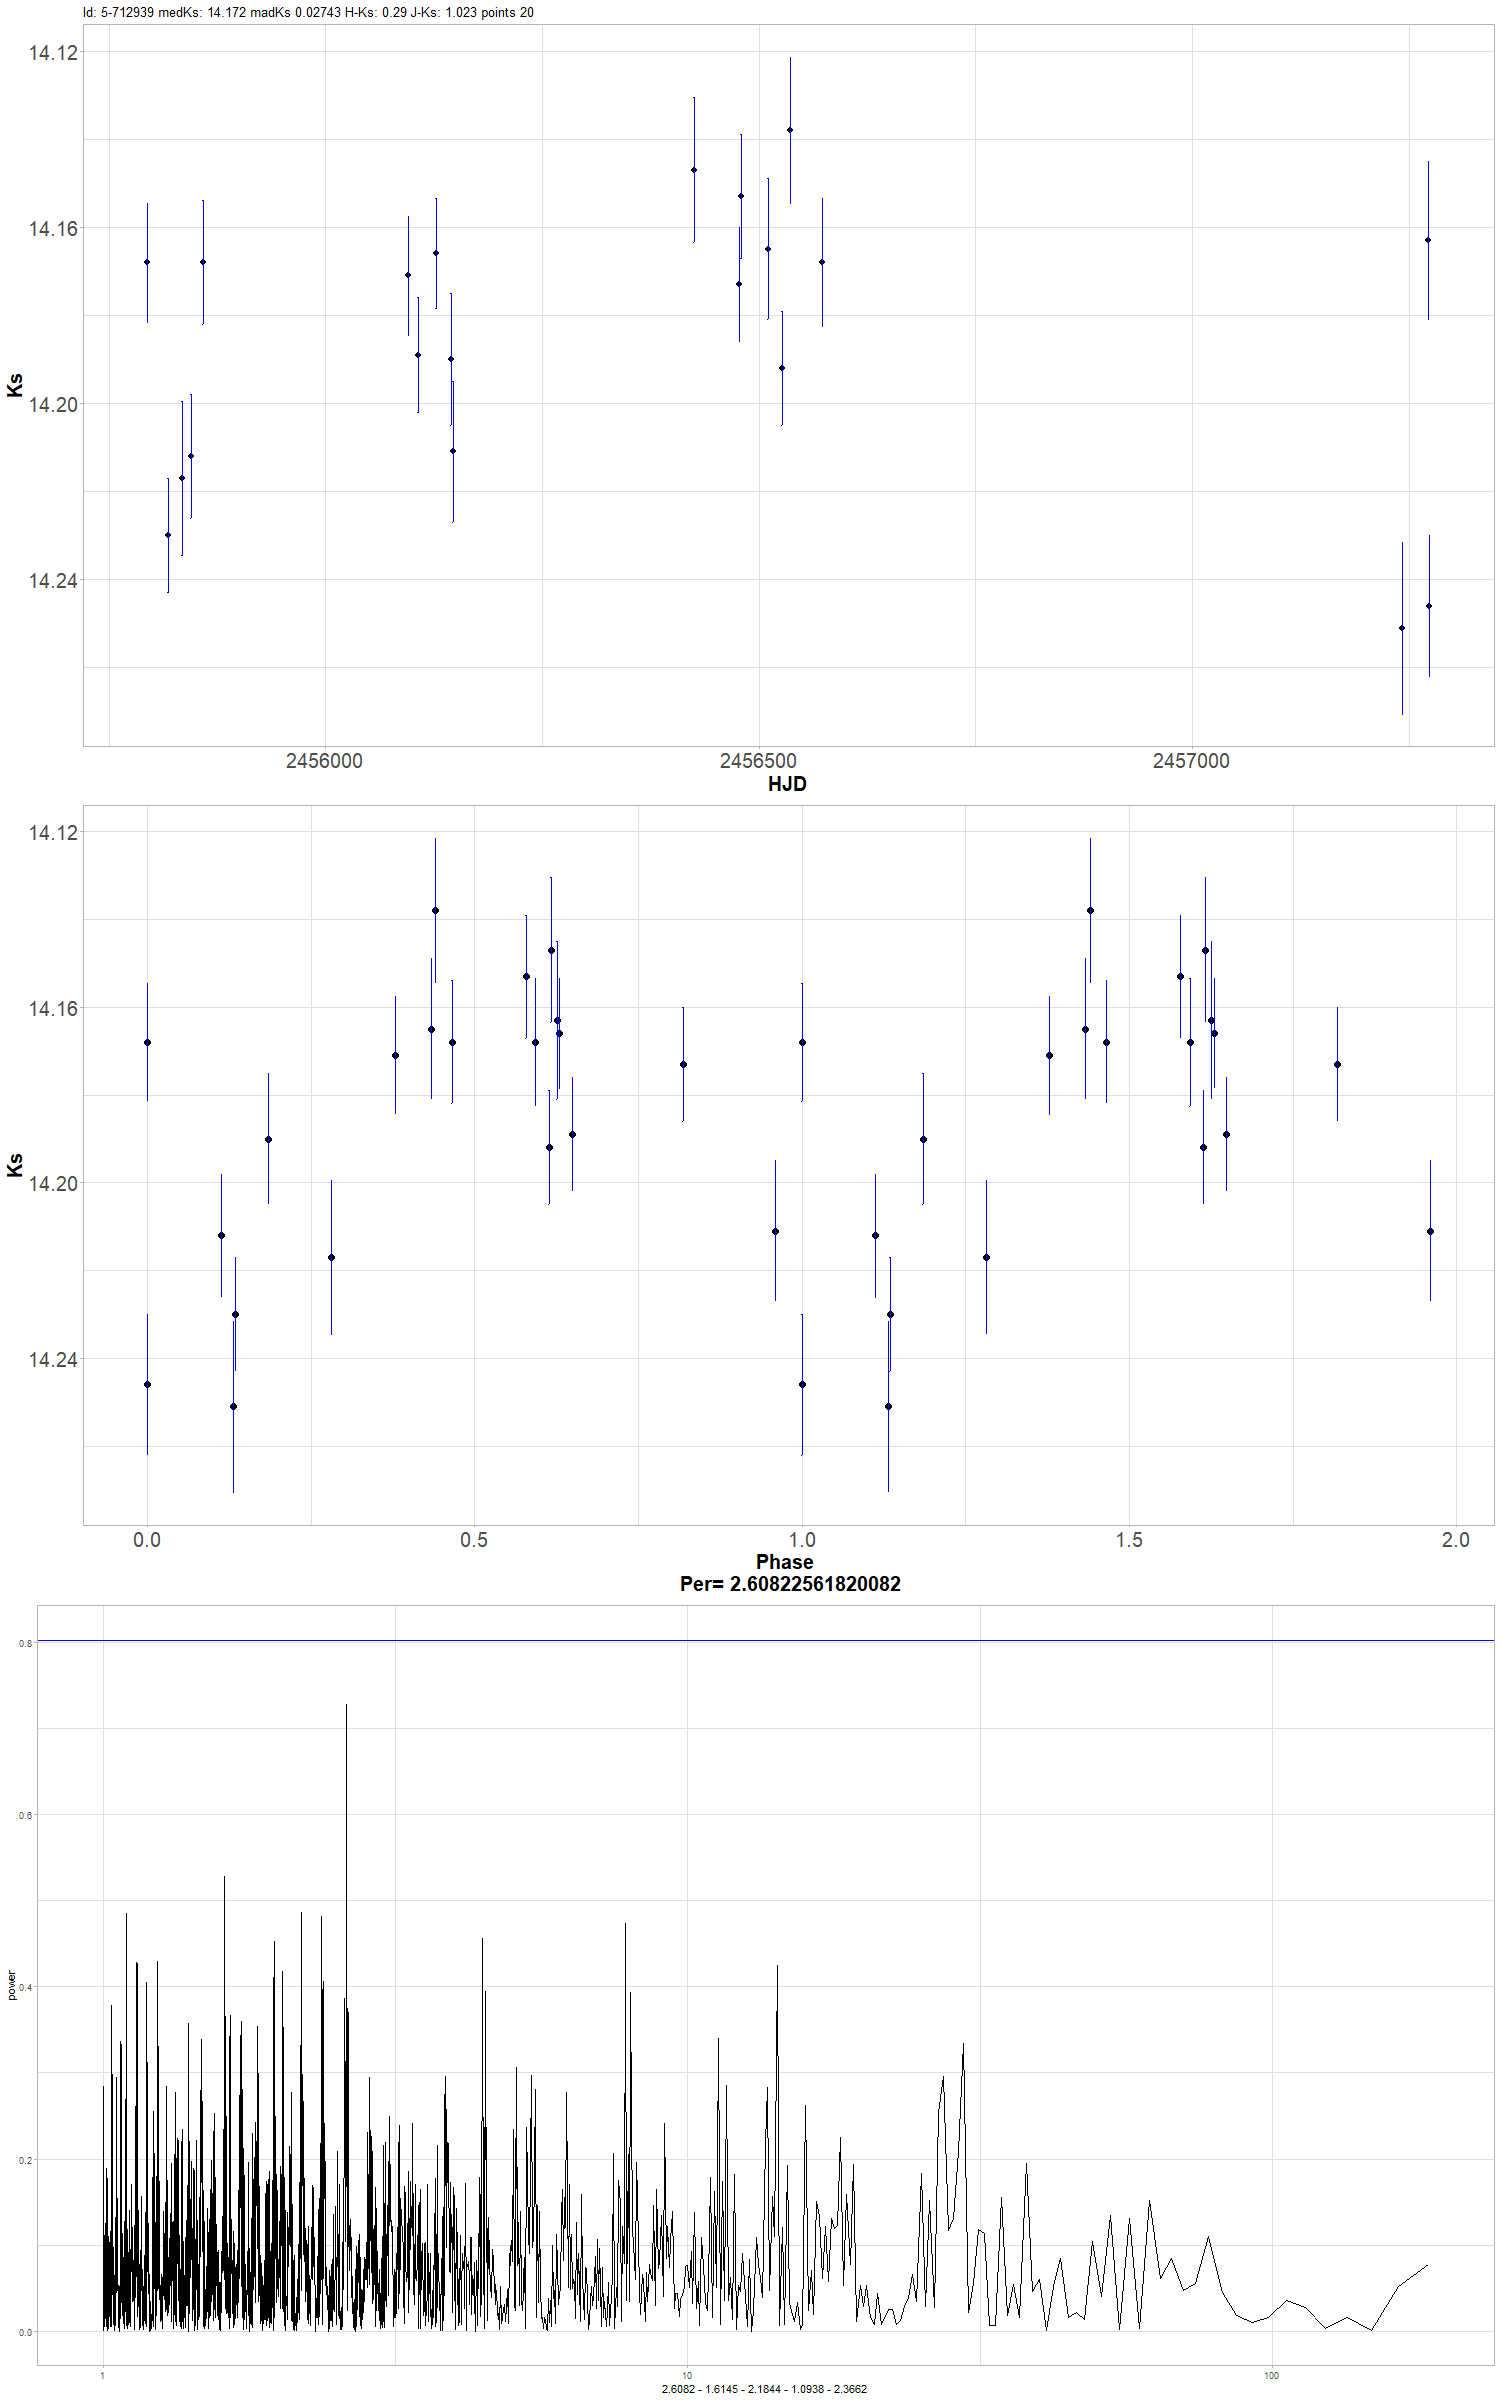 Id: 5-712939 medKs: 14.172 madKs 0.02743 H-Ks: 0.29 J-Ks: 1.023 points 20
14.12
14.16
14.20
14.24
Ks
2456000 2456500 2457000
HJD
14.12
14.16
14.20
14.24
Ks
0.0 0.5 1.0 1.5 2.0
Phase
Per= 2.60822561820082
0.8
0.6
0.4
0.2
0.0
power
1 10 100
2.6082 - 1.6145 - 2.1844 - 1.0938 - 2.3662